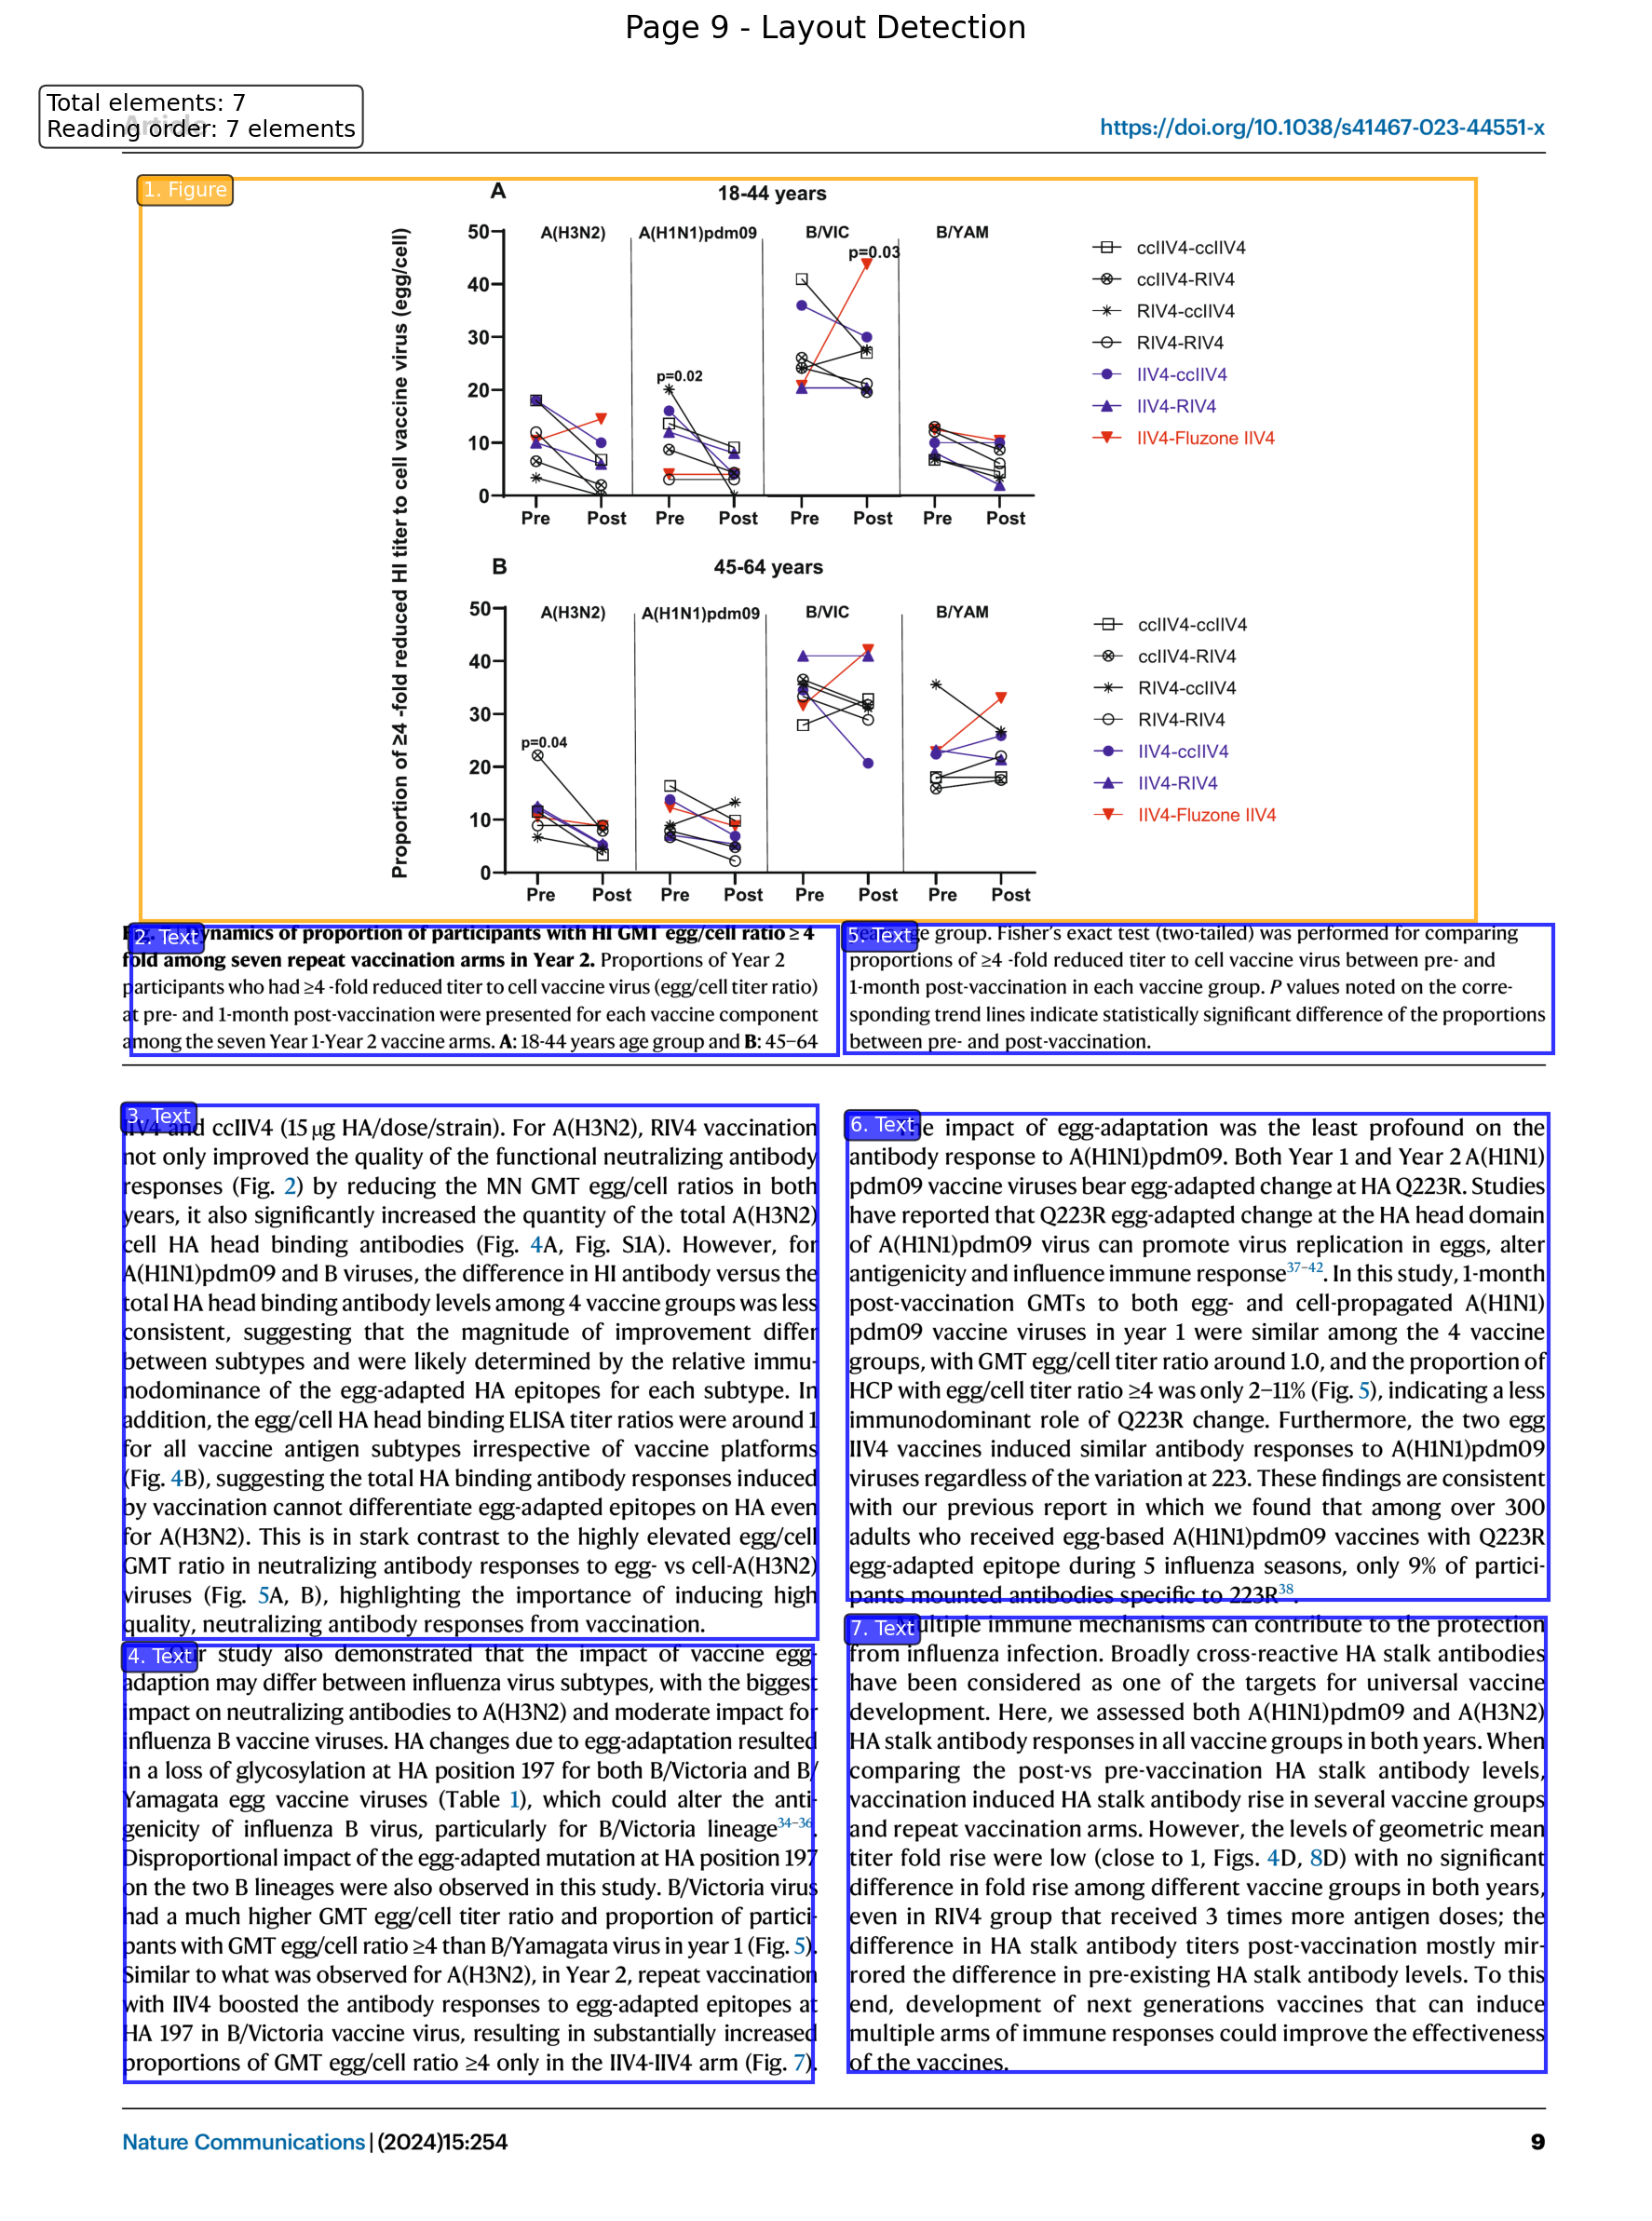 Page 9 - Layout Detection
Total elements: 7
Reading order: 7 elements
Article
https://doi.org/10.1038/s41467-023-44551-x
1. Figure
A
18-44 years
Proportion of ≥4 -fold reduced HI titer to cell vaccine virus (egg/cell)
A(H3N2) A(H1N1)pdm09 B/VIC B/YAM
50
40
30
20
10
0
p=0.02
p=0.03
Pre Post Pre Post Pre Post Pre Post
ccIIV4-ccIIV4
ccIIV4-RIV4
RIV4-ccIIV4
RIV4-RIV4
IIV4-ccIIV4
IIV4-RIV4
IIV4-Fluzone IIV4
B
45-64 years
A(H3N2) A(H1N1)pdm09 B/VIC B/YAM
50
40
30
20
10
0
p=0.04
Pre Post Pre Post Pre Post Pre Post
ccIIV4-ccIIV4
ccIIV4-RIV4
RIV4-ccIIV4
RIV4-RIV4
IIV4-ccIIV4
IIV4-RIV4
IIV4-Fluzone IIV4
2. Text
Dynamics of proportion of participants with HI GMT egg/cell ratio ≥ 4
fold among seven repeat vaccination arms in Year 2. Proportions of Year 2
participants who had ≥4 -fold reduced titer to cell vaccine virus (egg/cell titer ratio)
at pre- and 1-month post-vaccination were presented for each vaccine component
among the seven Year 1-Year 2 vaccine arms. A: 18-44 years age group and B: 45–64
5. Text
group. Fisher's exact test (two-tailed) was performed for comparing
proportions of ≥4 -fold reduced titer to cell vaccine virus between pre- and
1-month post-vaccination in each vaccine group. P values noted on the corre-
sponding trend lines indicate statistically significant difference of the proportions
between pre- and post-vaccination.
3. Text
IIV4 and ccIIV4 (15 µg HA/dose/strain). For A(H3N2), RIV4 vaccination
not only improved the quality of the functional neutralizing antibody
responses (Fig. 2) by reducing the MN GMT egg/cell ratios in both
years, it also significantly increased the quantity of the total A(H3N2)
cell HA head binding antibodies (Fig. 4A, Fig. S1A). However, for
A(H1N1)pdm09 and B viruses, the difference in HI antibody versus the
total HA head binding antibody levels among 4 vaccine groups was less
consistent, suggesting that the magnitude of improvement differ
between subtypes and were likely determined by the relative immu-
nodominance of the egg-adapted HA epitopes for each subtype. In
addition, the egg/cell HA head binding ELISA titer ratios were around 1
for all vaccine antigen subtypes irrespective of vaccine platforms
(Fig. 4B), suggesting the total HA binding antibody responses induced
by vaccination cannot differentiate egg-adapted epitopes on HA even
for A(H3N2). This is in stark contrast to the highly elevated egg/cell
GMT ratio in neutralizing antibody responses to egg- vs cell-A(H3N2)
viruses (Fig. 5A, B), highlighting the importance of inducing high
quality, neutralizing antibody responses from vaccination.
4. Text
Our study also demonstrated that the impact of vaccine egg-
adaption may differ between influenza virus subtypes, with the biggest
impact on neutralizing antibodies to A(H3N2) and moderate impact for
influenza B vaccine viruses. HA changes due to egg-adaptation resulted
in a loss of glycosylation at HA position 197 for both B/Victoria and B/
Yamagata egg vaccine viruses (Table 1), which could alter the anti-
genicity of influenza B virus, particularly for B/Victoria lineage34–36.
Disproportional impact of the egg-adapted mutation at HA position 197
on the two B lineages were also observed in this study. B/Victoria virus
had a much higher GMT egg/cell titer ratio and proportion of partici-
pants with GMT egg/cell ratio ≥4 than B/Yamagata virus in year 1 (Fig. 5).
Similar to what was observed for A(H3N2), in Year 2, repeat vaccination
with IIV4 boosted the antibody responses to egg-adapted epitopes at
HA 197 in B/Victoria vaccine virus, resulting in substantially increased
proportions of GMT egg/cell ratio ≥4 only in the IIV4-IIV4 arm (Fig. 7).
6. Text
The impact of egg-adaptation was the least profound on the
antibody response to A(H1N1)pdm09. Both Year 1 and Year 2 A(H1N1)
pdm09 vaccine viruses bear egg-adapted change at HA Q223R. Studies
have reported that Q223R egg-adapted change at the HA head domain
of A(H1N1)pdm09 virus can promote virus replication in eggs, alter
antigenicity and influence immune response37–42. In this study, 1-month
post-vaccination GMTs to both egg- and cell-propagated A(H1N1)
pdm09 vaccine viruses in year 1 were similar among the 4 vaccine
groups, with GMT egg/cell titer ratio around 1.0, and the proportion of
HCP with egg/cell titer ratio ≥4 was only 2–11% (Fig. 5), indicating a less
immunodominant role of Q223R change. Furthermore, the two egg
IIV4 vaccines induced similar antibody responses to A(H1N1)pdm09
viruses regardless of the variation at 223. These findings are consistent
with our previous report in which we found that among over 300
adults who received egg-based A(H1N1)pdm09 vaccines with Q223R
egg-adapted epitope during 5 influenza seasons, only 9% of partici-
pants mounted antibodies specific to 223R38.
7. Text
Multiple immune mechanisms can contribute to the protection
from influenza infection. Broadly cross-reactive HA stalk antibodies
have been considered as one of the targets for universal vaccine
development. Here, we assessed both A(H1N1)pdm09 and A(H3N2)
HA stalk antibody responses in all vaccine groups in both years. When
comparing the post-vs pre-vaccination HA stalk antibody levels,
vaccination induced HA stalk antibody rise in several vaccine groups
and repeat vaccination arms. However, the levels of geometric mean
titer fold rise were low (close to 1, Figs. 4D, 8D) with no significant
difference in fold rise among different vaccine groups in both years,
even in RIV4 group that received 3 times more antigen doses; the
difference in HA stalk antibody titers post-vaccination mostly mir-
rored the difference in pre-existing HA stalk antibody levels. To this
end, development of next generations vaccines that can induce
multiple arms of immune responses could improve the effectiveness
of the vaccines.
Nature Communications | (2024)15:254
9